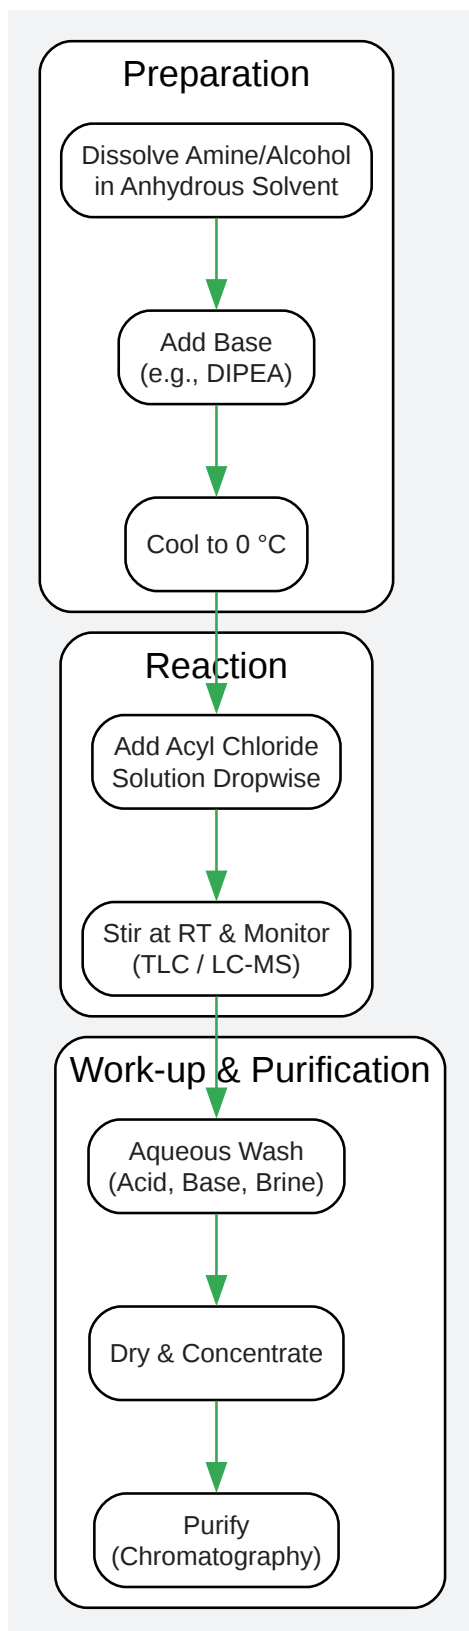 Preparation
Dissolve Amine/Alcohol
in Anhydrous Solvent
Add Base
(e.g., DIPEA)
Cool to 0 °C
Reaction
Add Acyl Chloride
Solution Dropwise
Stir at RT & Monitor
(TLC / LC-MS)
Work-up & Purification
Aqueous Wash
(Acid, Base, Brine)
Dry & Concentrate
Purify
(Chromatography)